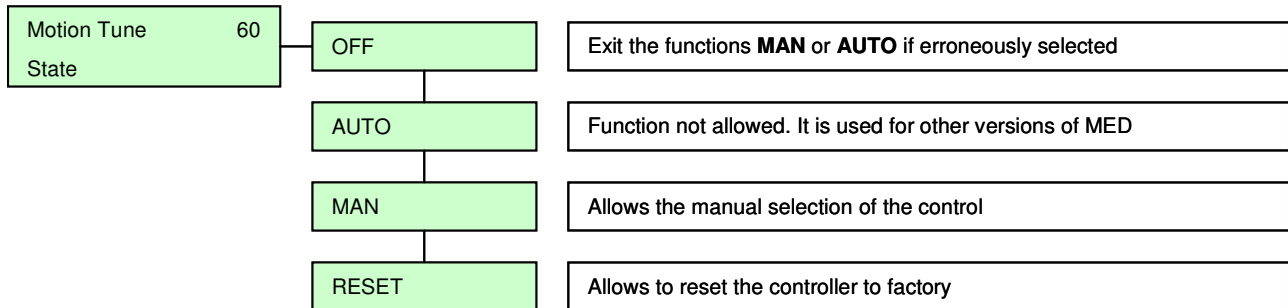 Motion Tune 60
State
OFF
Exit the functions MAN or AUTO if erroneously selected
AUTO
Function not allowed. It is used for other versions of MED
MAN
Allows the manual selection of the control
RESET
Allows to reset the controller to factory